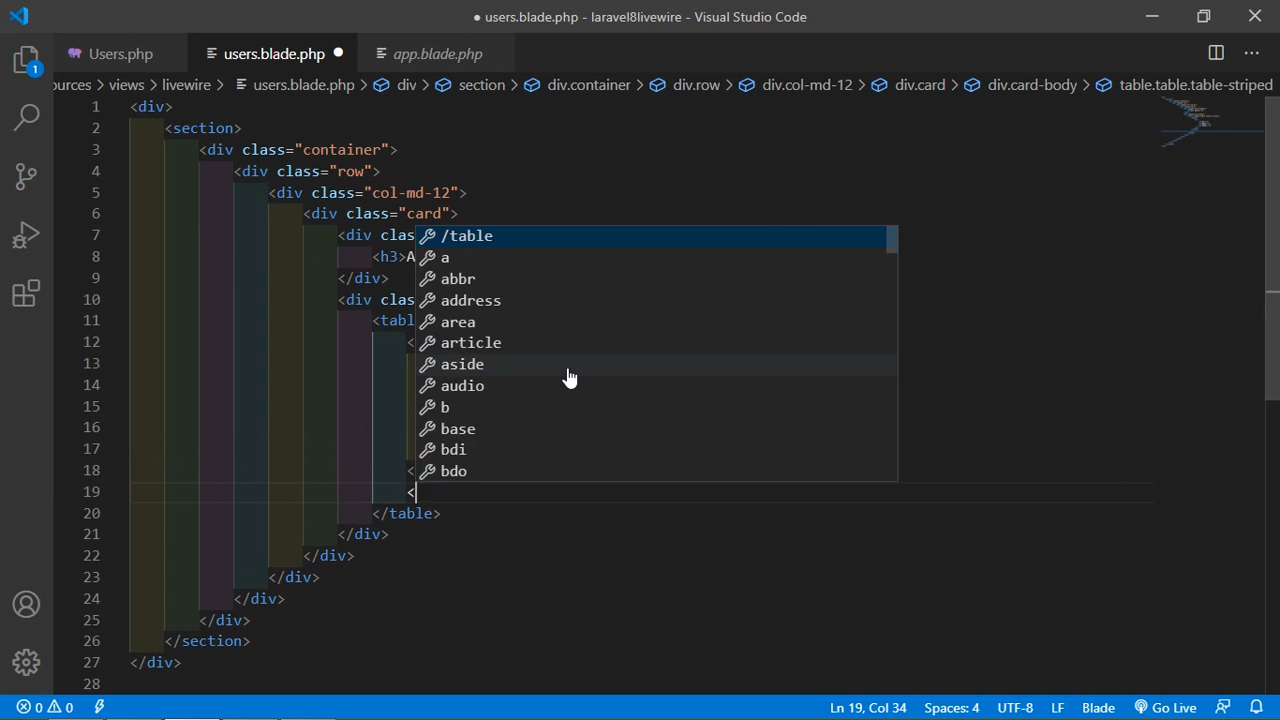 ● users.blade.php - laravel8livewire - Visual Studio Code
Users.php
users.blade.php
app.blade.php
ources > views > livewire > users.blade.php > div > section > div.container > div.row > div.col-md-12 > div.card > div.card-body > table.table.table-striped
1 <div>
2 <section>
3 <div class="container">
4 <div class="row">
5 <div class="col-md-12">
6 <div class="card">
7 <div clas
8 <h3>A
9 </div>
10 <div clas
11 <tabl
12 <
13
14
15
16
17
18 <
19 <
20 </table>
21 </div>
22 </div>
23 </div>
24 </div>
25 </div>
26 </section>
27 </div>
28
/table
a
abbr
address
area
article
aside
audio
b
base
bdi
bdo
1
0 0
Ln 19, Col 34
Spaces: 4
UTF-8
LF
Blade
Go Live